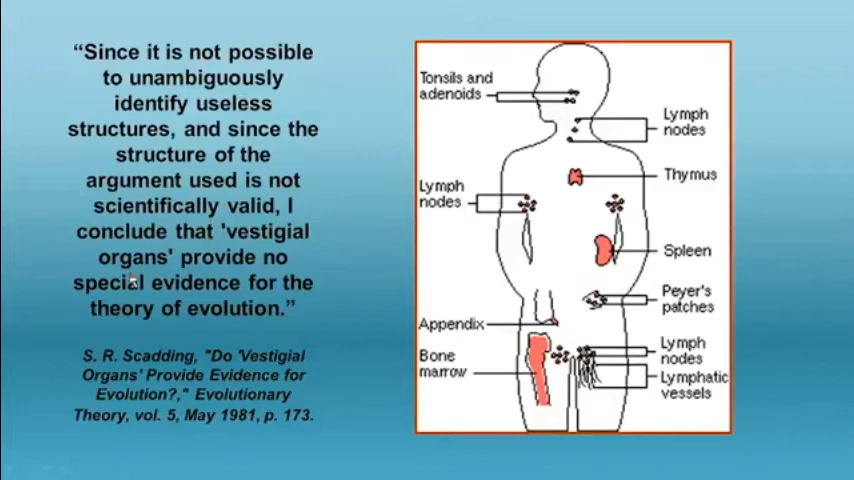 “Since it is not possible
to unambiguously
identify useless
structures, and since the
structure of the
argument used is not
scientifically valid, I
conclude that 'vestigial
organs' provide no
special evidence for the
theory of evolution.”
S. R. Scadding, "Do 'Vestigial
Organs' Provide Evidence for
Evolution?," Evolutionary
Theory, vol. 5, May 1981, p. 173.
Tonsils and
adenoids
Lymph
nodes
Thymus
Lymph
nodes
Spleen
Peyer's
patches
Appendix
Lymph
nodes
Bone
marrow
Lymphatic
vessels